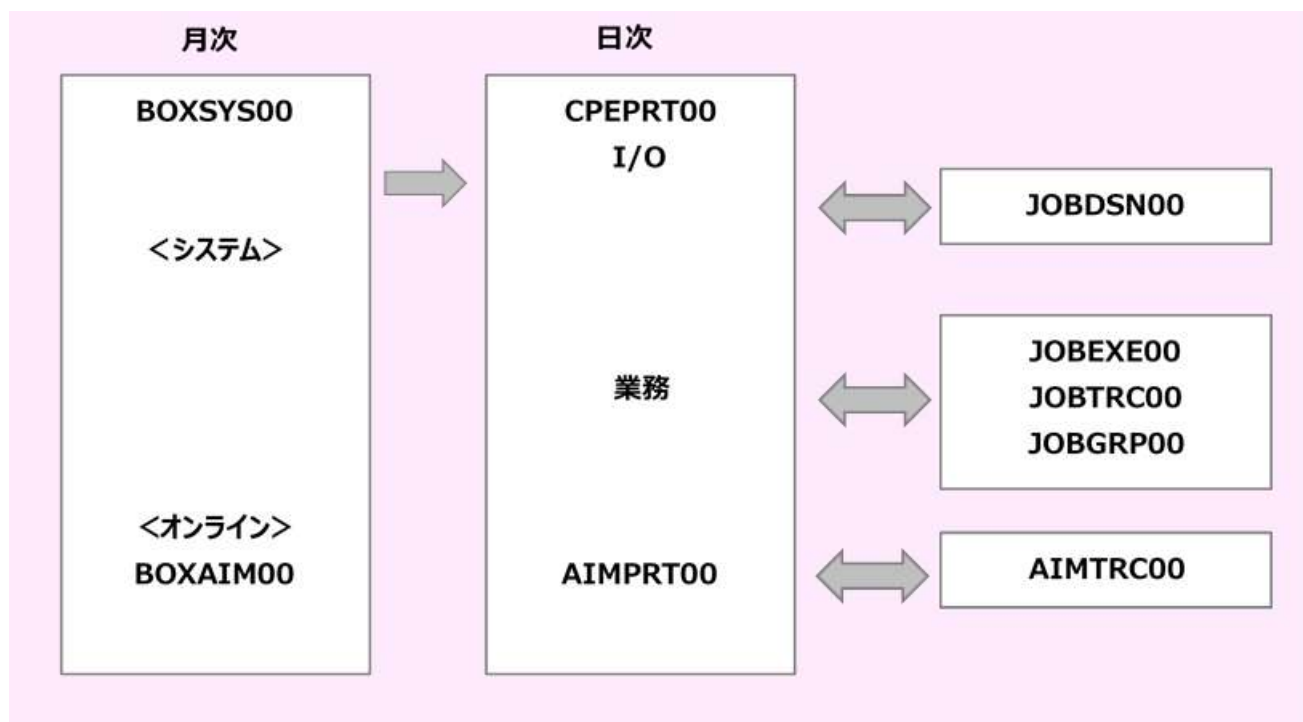 月次
BOXSYS00
<システム>
<オンライン>
BOXAIM00
日次
CPEPRT00
I/O
業務
AIMPRT00
JOBDSN00
JOBEXE00
JOBTRC00
JOBGRP00
AIMTRC00